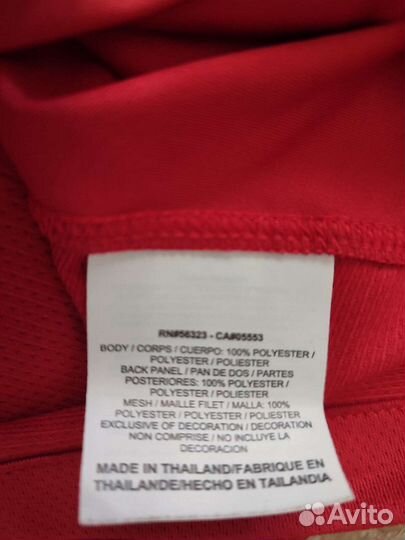 RN#56323 - CA#05553
BODY / CORPS / CUERPO: 100% POLYESTER /
POLYESTER / POLIESTER
BACK PANEL / PAN DE DOS / PARTES
POSTERIORES: 100% POLYESTER /
POLYESTER / POLIESTER
MESH / MAILLE FILET / MALLA: 100%
POLYESTER / POLYESTER / POLIESTER
EXCLUSIVE OF DECORATION / DECORATION
NON COMPRISE / NO INCLUYE LA
DECORACION
MADE IN THAILAND/FABRIQUE EN
THAILANDE/HECHO EN TAILANDIA
Avito